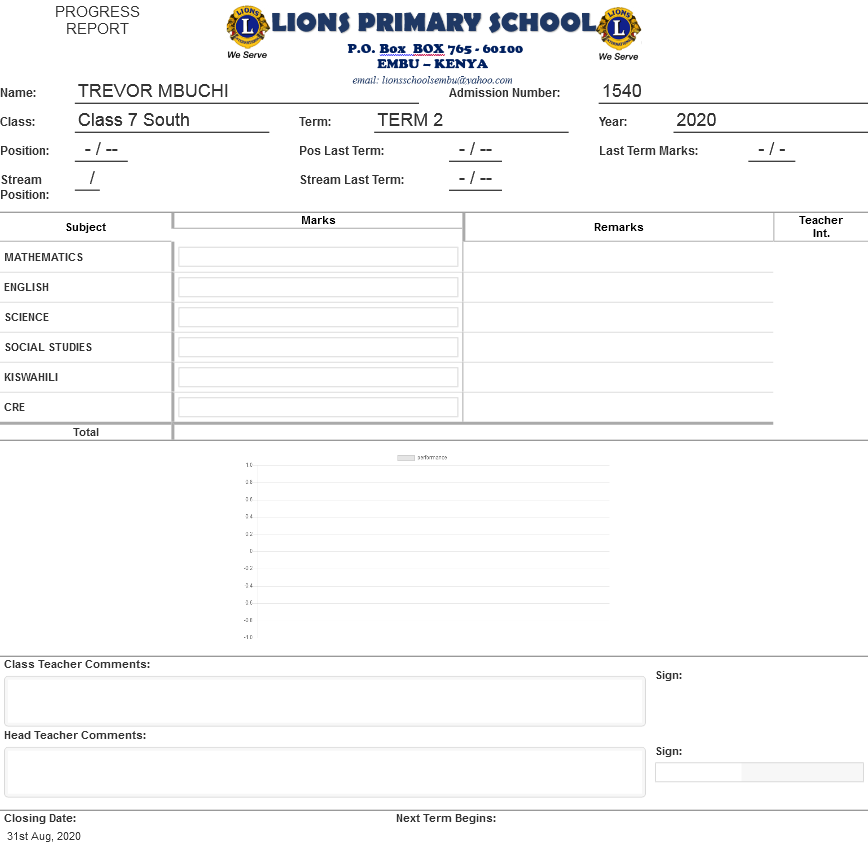 PROGRESS
REPORT
LIONS PRIMARY SCHOOL
LIONS
L
INTERNATIONAL
We Serve
LIONS
L
INTERNATIONAL
We Serve
P.O. Box BOX 765 - 60100
EMBU – KENYA
email: lionsschoolsembu@yahoo.com
Name: TREVOR MBUCHI Admission Number: 1540
Class: Class 7 South Term: TERM 2 Year: 2020
Position: - / -- Pos Last Term: - / -- Last Term Marks: - / -
Stream Position: / Stream Last Term: - / --
Subject Marks Remarks Teacher Int.
MATHEMATICS
ENGLISH
SCIENCE
SOCIAL STUDIES
KISWAHILI
CRE
Total
performance
1.0
0.8
0.6
0.4
0.2
0
-0.2
-0.4
-0.6
-0.8
-1.0
Class Teacher Comments:
Sign:
Head Teacher Comments:
Sign:
Closing Date: Next Term Begins:
31st Aug, 2020